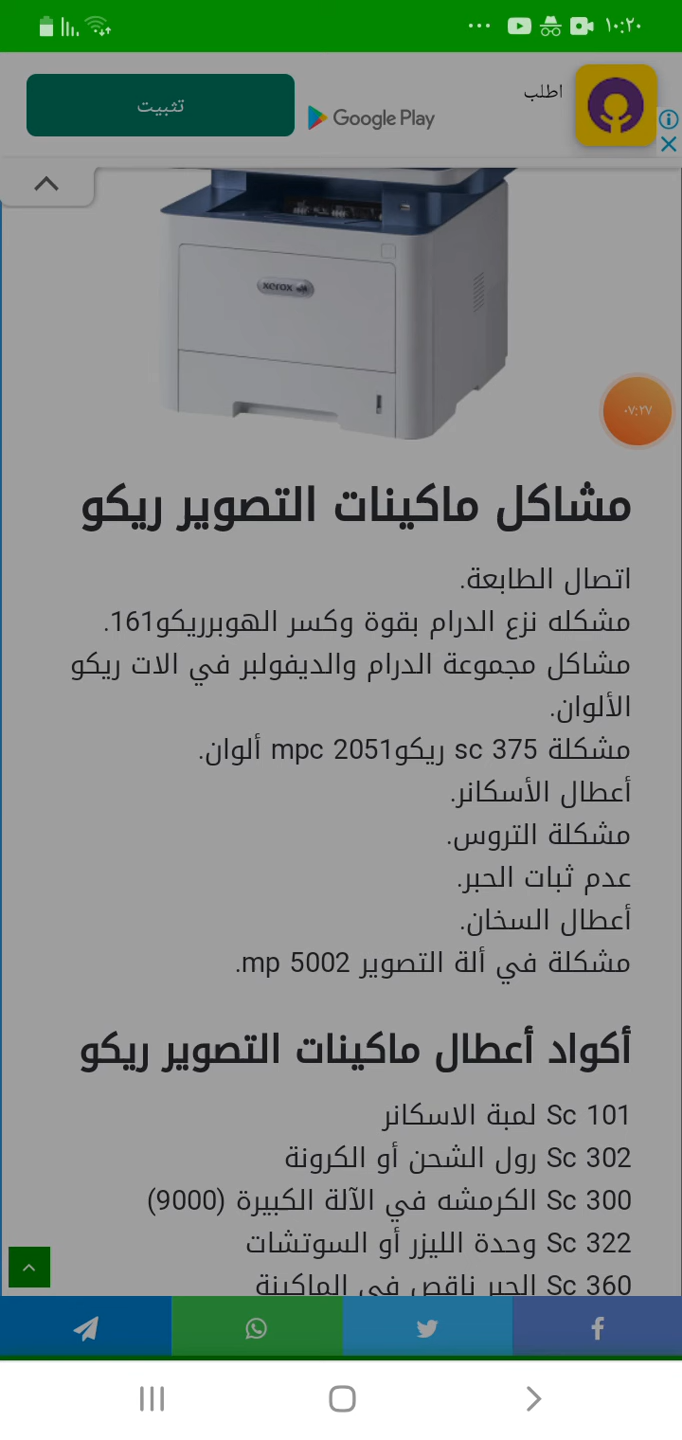 ١٠:٢٠
اطلب
Google Play
تثبيت
xerox
٠٧:٢٧
مشاكل ماكينات التصوير ريكو
اتصال الطابعة.
مشكله نزع الدرام بقوة وكسر الهوبرريكو161.
مشاكل مجموعة الدرام والديفولبر في الات ريكو
الألوان.
مشكلة sc 375 ريكوmpc 2051 ألوان.
أعطال الأسكانر.
مشكلة التروس.
عدم ثبات الحبر.
أعطال السخان.
مشكلة في ألة التصوير mp 5002.
أكواد أعطال ماكينات التصوير ريكو
Sc 101 لمبة الاسكانر
Sc 302 رول الشحن أو الكرونة
Sc 300 الكرمشه في الآلة الكبيرة (9000)
Sc 322 وحدة الليزر أو السوتشات
Sc 360 الحبر ناقص في الماكينة